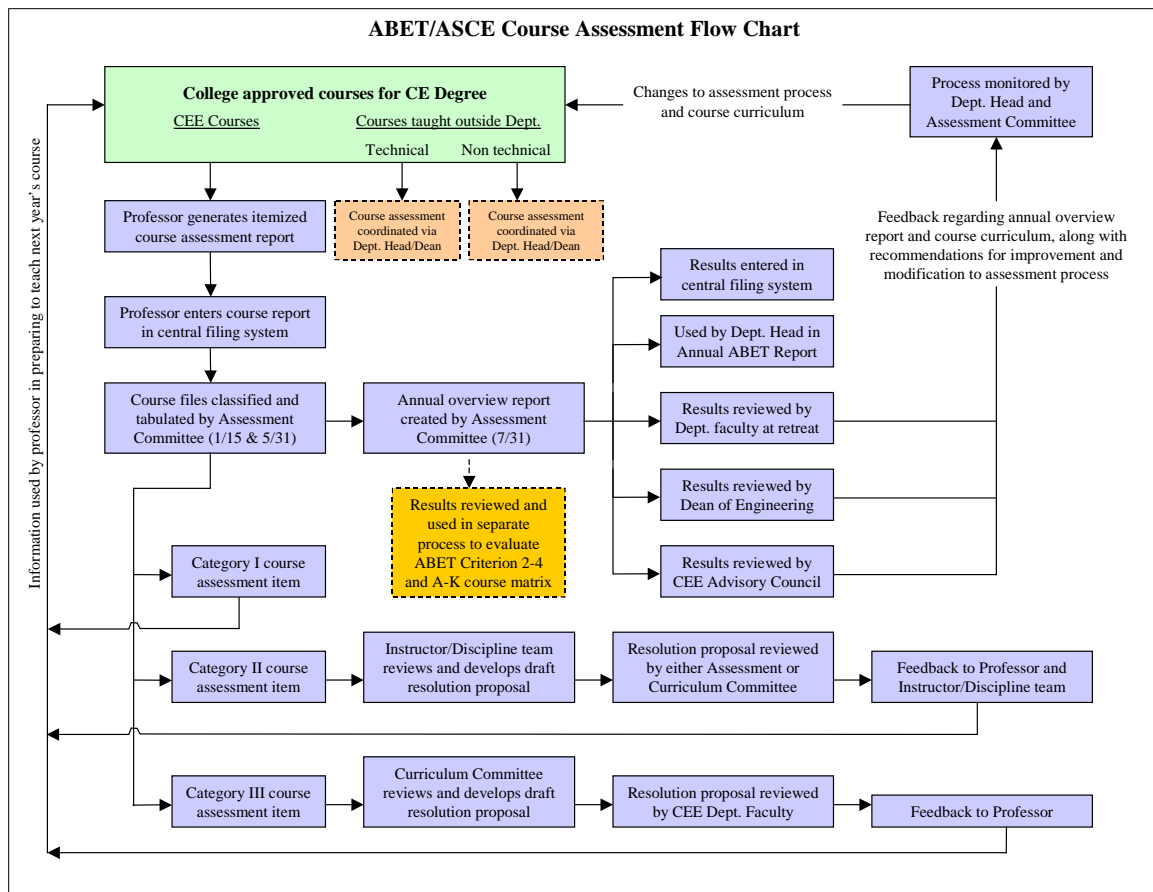 ABET/ASCE Course Assessment Flow Chart
College approved courses for CE Degree
CEE Courses
Courses taught outside Dept.
Technical
Non technical
Changes to assessment process
and course curriculum
Process monitored by
Dept. Head and
Assessment Committee
Information used by professor in preparing to teach next year's course
Professor generates itemized
course assessment report
Course assessment
coordinated via
Dept. Head/Dean
Course assessment
coordinated via
Dept. Head/Dean
Feedback regarding annual overview
report and course curriculum, along with
recommendations for improvement and
modification to assessment process
Professor enters course report
in central filing system
Results entered in
central filing system
Used by Dept. Head in
Annual ABET Report
Course files classified and
tabulated by Assessment
Committee (1/15 & 5/31)
Annual overview report
created by Assessment
Committee (7/31)
Results reviewed by
Dept. faculty at retreat
Results reviewed by
Dean of Engineering
Results reviewed by
CEE Advisory Council
Results reviewed and
used in separate
process to evaluate
ABET Criterion 2-4
and A-K course matrix
Category I course
assessment item
Category II course
assessment item
Instructor/Discipline team
reviews and develops draft
resolution proposal
Resolution proposal reviewed
by either Assessment or
Curriculum Committee
Feedback to Professor and
Instructor/Discipline team
Category III course
assessment item
Curriculum Committee
reviews and develops draft
resolution proposal
Resolution proposal reviewed
by CEE Dept. Faculty
Feedback to Professor